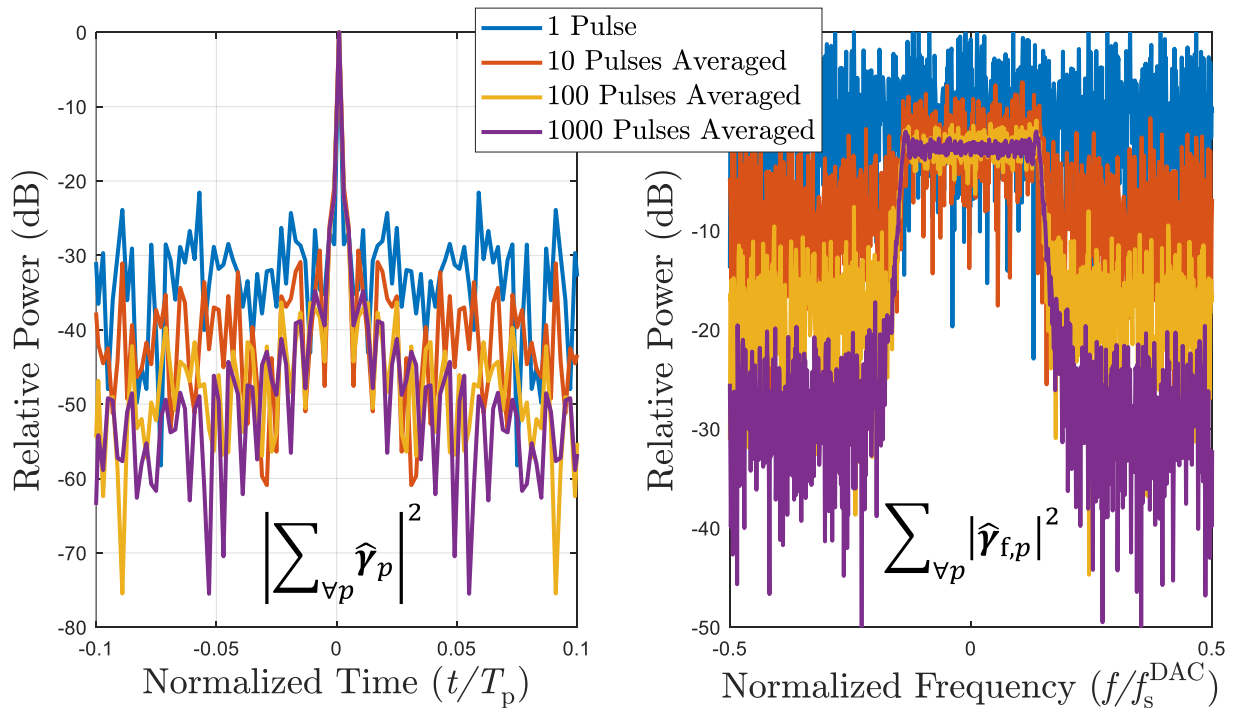 1 Pulse
10 Pulses Averaged
100 Pulses Averaged
1000 Pulses Averaged
0
-10
-20
-30
-40
-50
-60
-70
-80
-0.1
-0.05
0
0.05
0.1
Relative Power (dB)
Normalized Time (t/Tₚ)
|∑∀p γ̂p|²
-10
-20
-30
-40
-50
-0.5
0
0.5
Relative Power (dB)
Normalized Frequency (f/fₛᴰᴬᶜ)
∑∀p |γ̂f,p|²